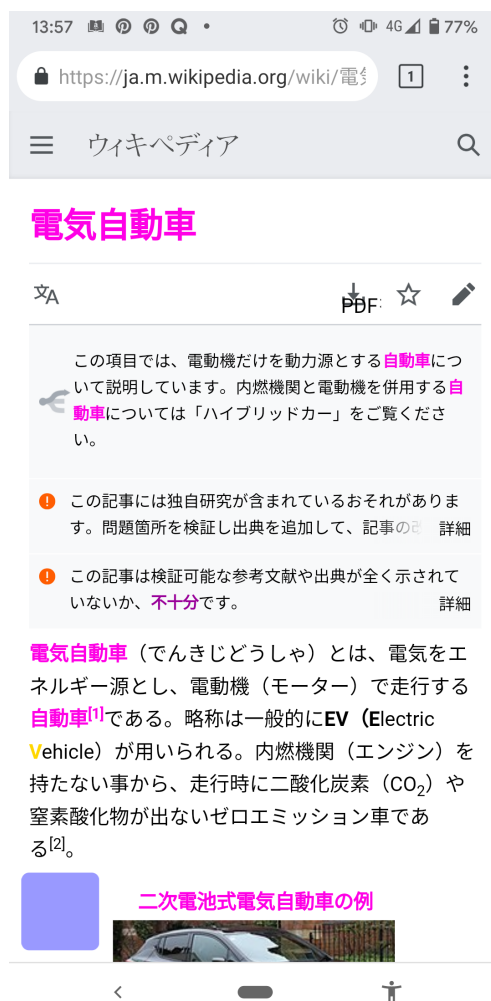 13:57 4G 77%
https://ja.m.wikipedia.org/wiki/電気 1
ウィキペディア
電気自動車
PDF
この項目では、電動機だけを動力源とする自動車につ
いて説明しています。内燃機関と電動機を併用する自
動車については「ハイブリッドカー」をご覧くださ
い。
この記事には独自研究が含まれているおそれがありま
す。問題箇所を検証し出典を追加して、記事の 詳細
この記事は検証可能な参考文献や出典が全く示されて
いないか、不十分です。 詳細
電気自動車（でんきじどうしゃ）とは、電気をエ
ネルギー源とし、電動機（モーター）で走行する
自動車[1]である。略称は一般的にEV（Electric
Vehicle）が用いられる。内燃機関（エンジン）を
持たない事から、走行時に二酸化炭素（CO2）や
窒素酸化物が出ないゼロエミッション車であ
る[2]。
二次電池式電気自動車の例